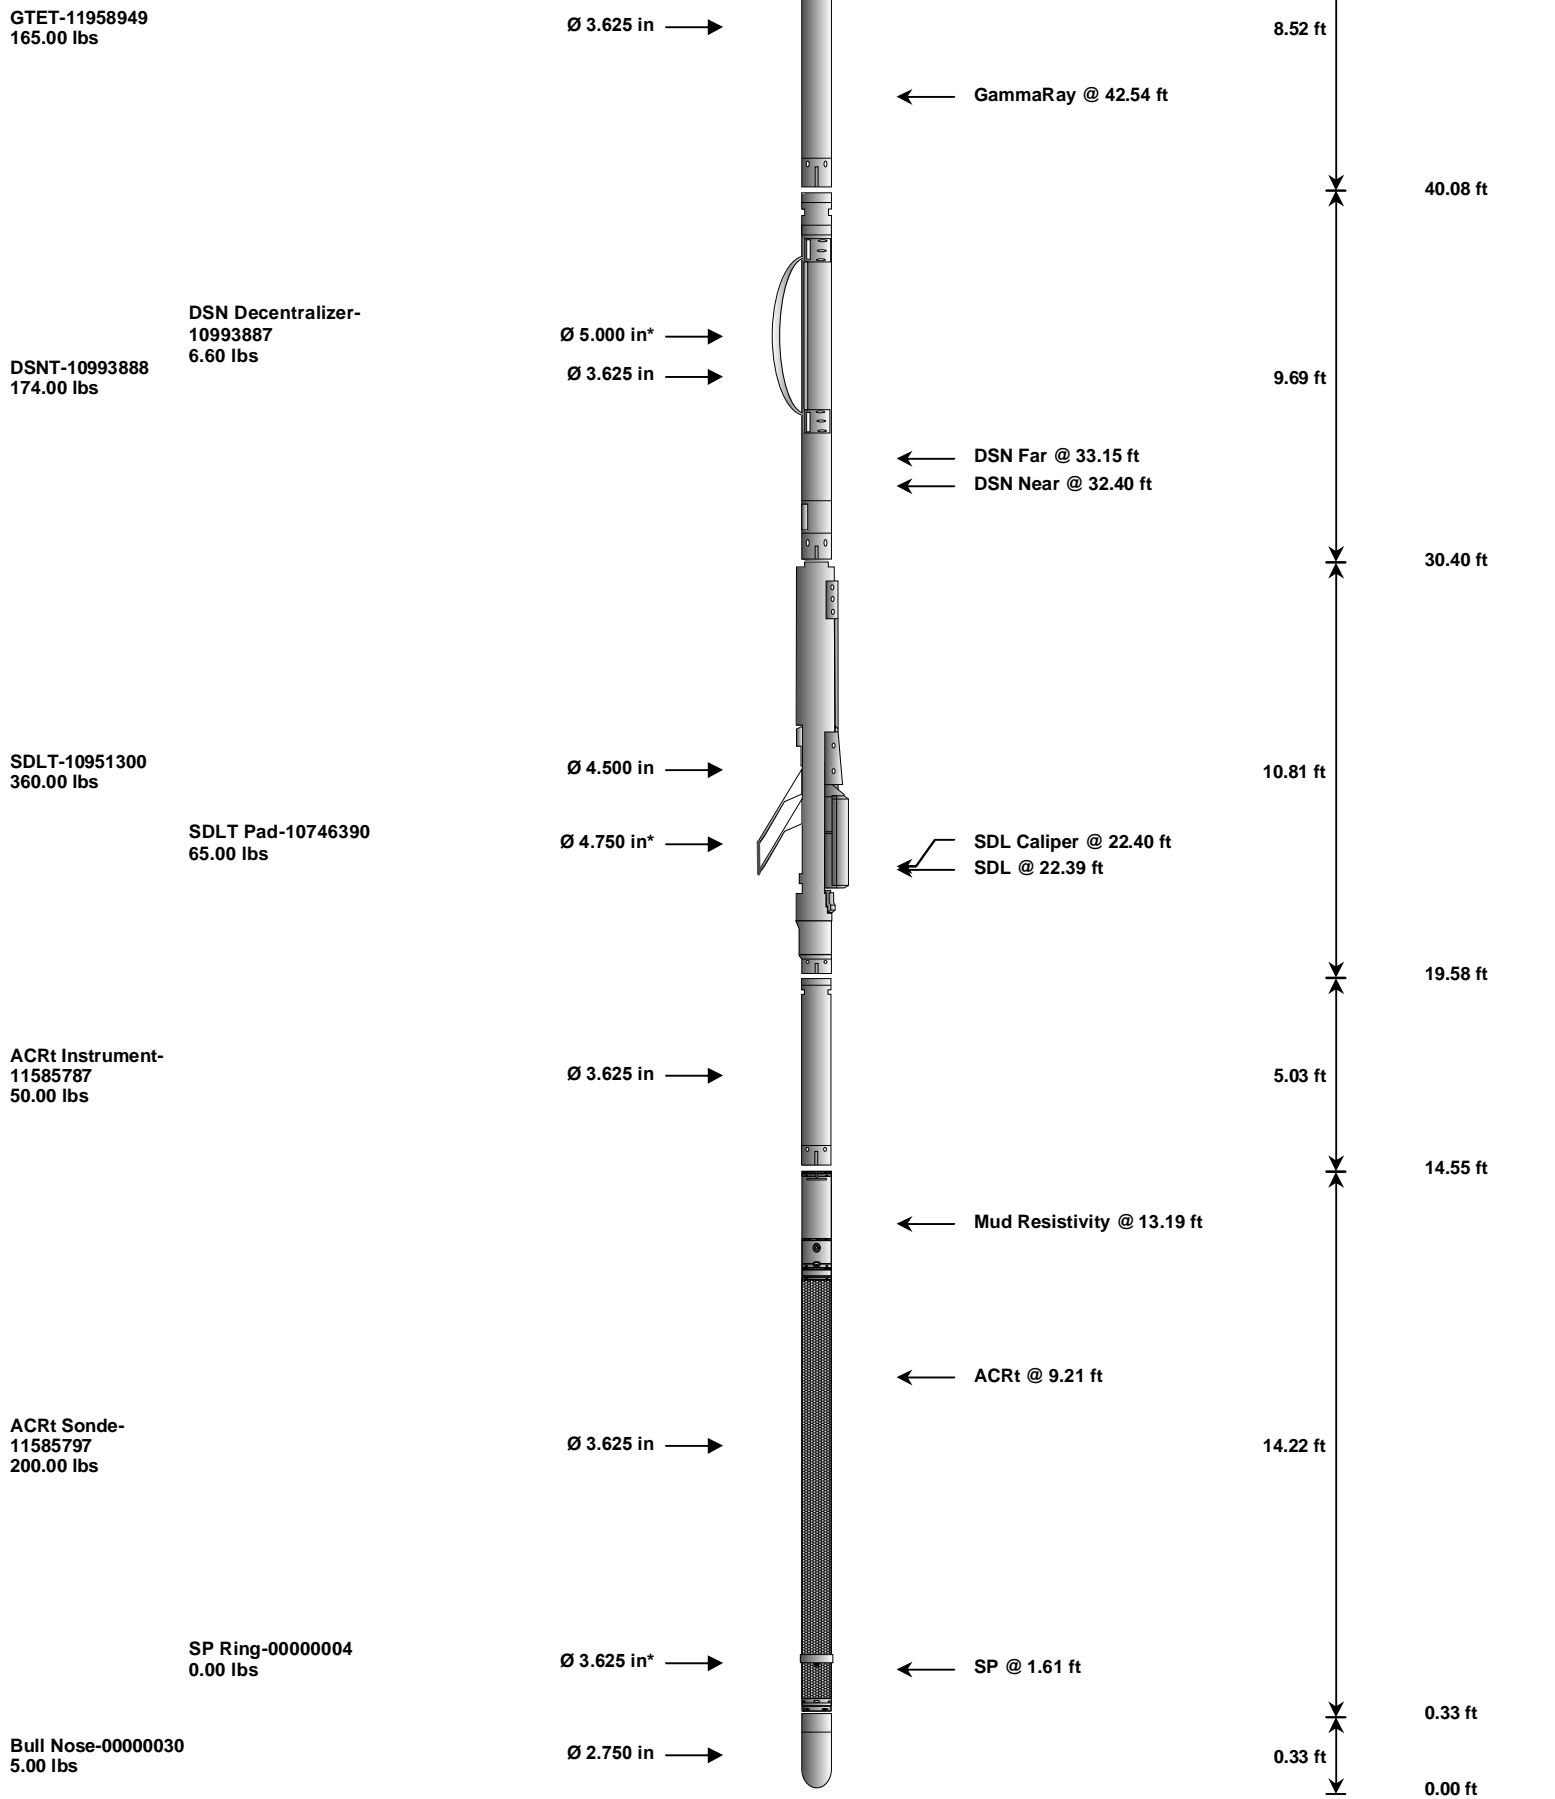 GTET-11958949
165.00 lbs
Ø 3.625 in
8.52 ft
GammaRay @ 42.54 ft
40.08 ft
DSN Decentralizer-
10993887
6.60 lbs
Ø 5.000 in*
DSNT-10993888
174.00 lbs
Ø 3.625 in
9.69 ft
DSN Far @ 33.15 ft
DSN Near @ 32.40 ft
30.40 ft
SDLT-10951300
360.00 lbs
Ø 4.500 in
10.81 ft
SDLT Pad-10746390
65.00 lbs
Ø 4.750 in*
SDL Caliper @ 22.40 ft
SDL @ 22.39 ft
19.58 ft
ACRt Instrument-
11585787
50.00 lbs
Ø 3.625 in
5.03 ft
14.55 ft
Mud Resistivity @ 13.19 ft
ACRt @ 9.21 ft
ACRt Sonde-
11585797
200.00 lbs
Ø 3.625 in
14.22 ft
SP Ring-00000004
0.00 lbs
Ø 3.625 in*
SP @ 1.61 ft
0.33 ft
Bull Nose-00000030
5.00 lbs
Ø 2.750 in
0.33 ft
0.00 ft